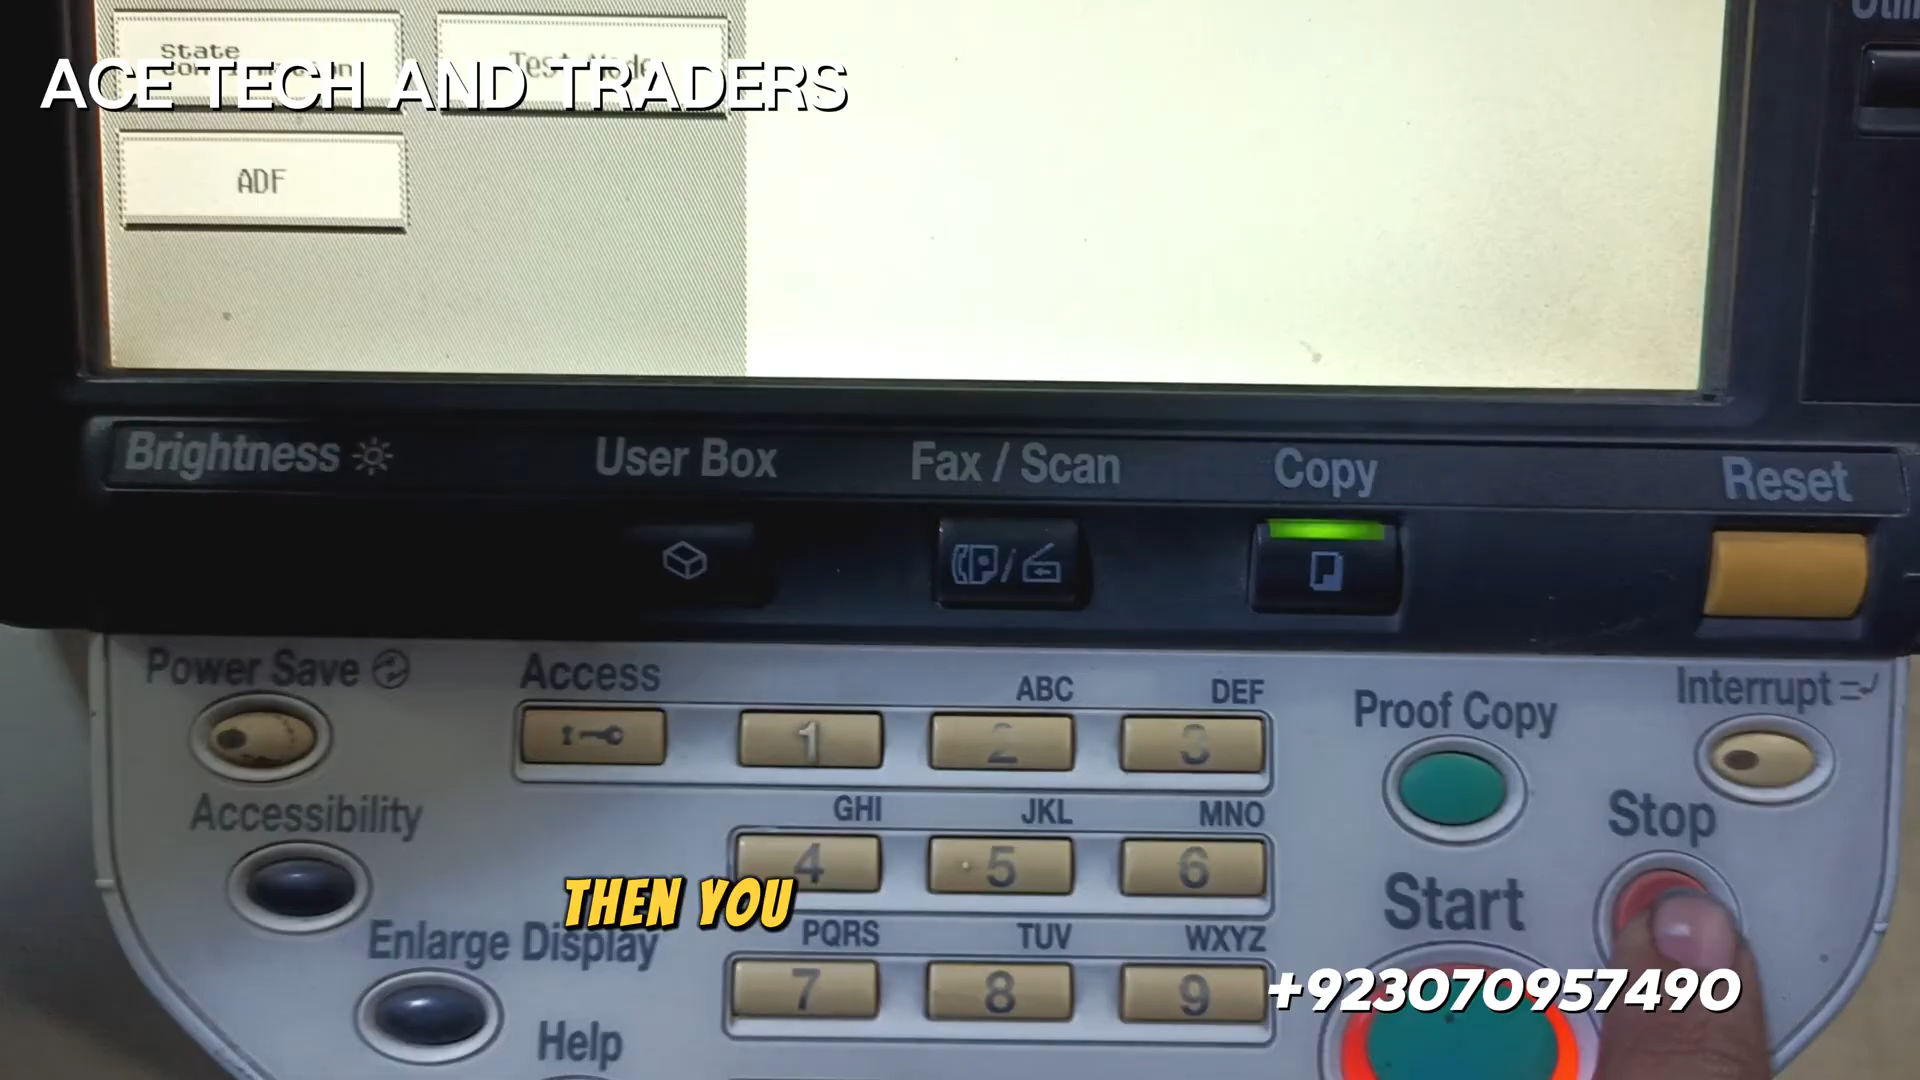 State
Test Mode
ACE TECH AND TRADERS
ADF
Brightness
User Box
Fax / Scan
Copy
Reset
Power Save
Access
ABC
DEF
Proof Copy
Interrupt
1
2
3
Accessibility
GHI
JKL
MNO
Stop
4
5
6
Start
THEN YOU
Enlarge Display
PQRS
TUV
WXYZ
7
8
9
+923070957490
Help